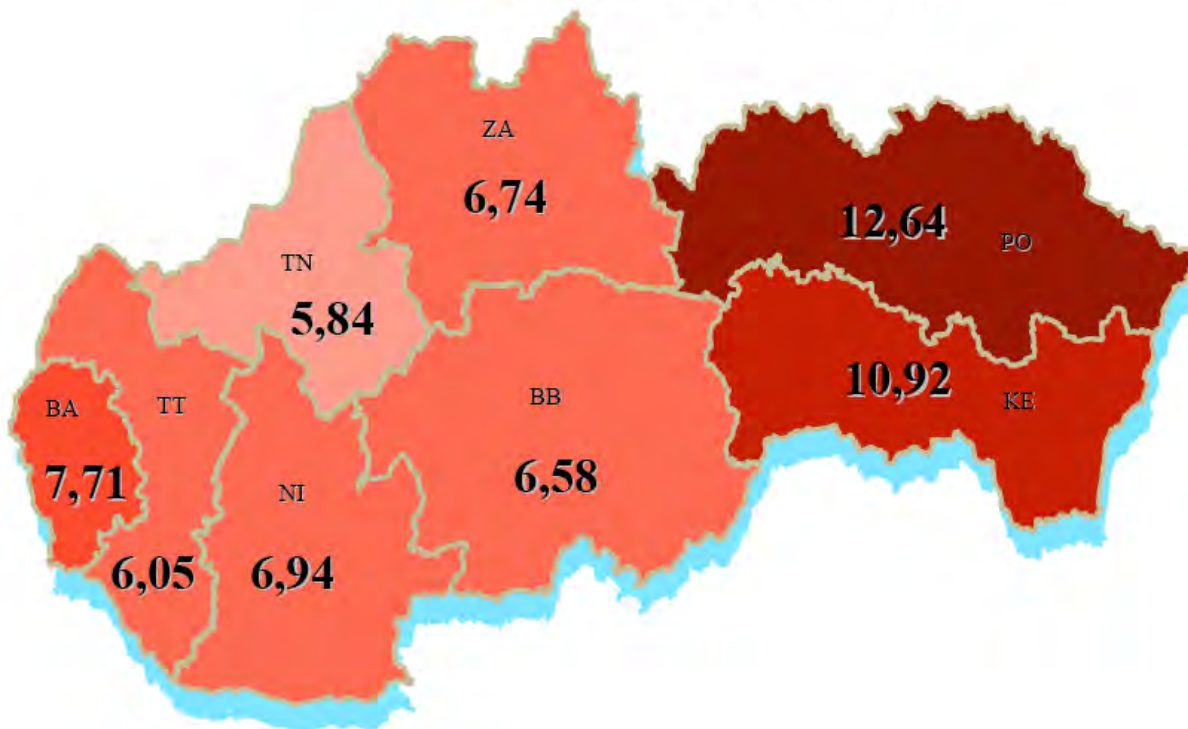 ZA
6,74
12,64
PO
TN
5,84
10,92
KE
BA
7,71
TT
BB
6,58
NI
6,05
6,94